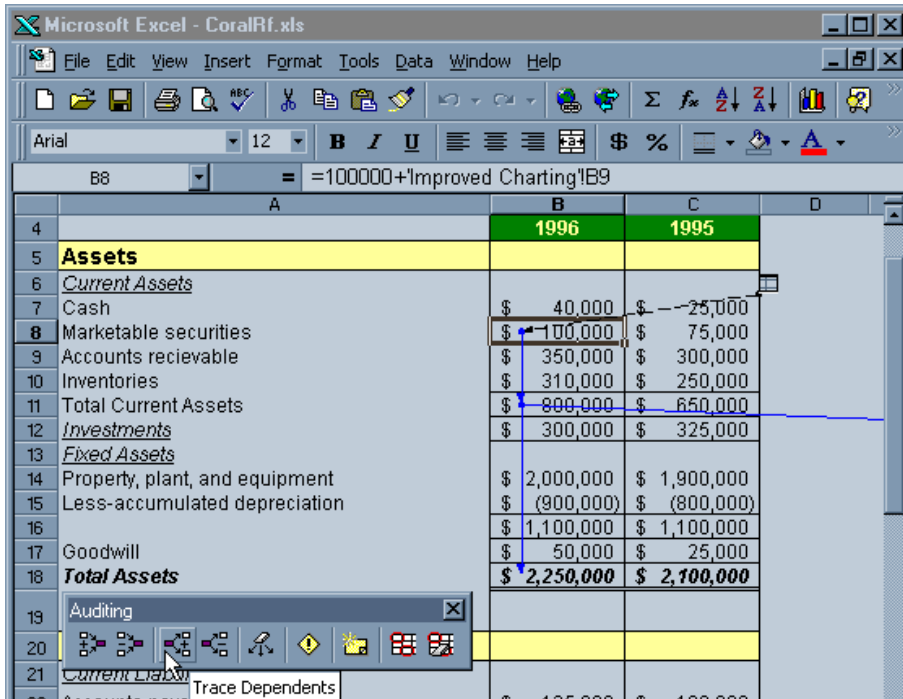 Microsoft Excel - CoralRf.xls
File Edit View Insert Format Tools Data Window Help
ABC Σ fx A Z Z A
Arial 12 B I U a $ % A
B8 = =100000+'Improved Charting'!B9
A B C D
4 1996 1995
5 Assets
6 Current Assets
7 Cash $ 40,000 $ 25,000
8 Marketable securities $ 100,000 $ 75,000
9 Accounts recievable $ 350,000 $ 300,000
10 Inventories $ 310,000 $ 250,000
11 Total Current Assets $ 800,000 $ 650,000
12 Investments $ 300,000 $ 325,000
13 Fixed Assets
14 Property, plant, and equipment $ 2,000,000 $ 1,900,000
15 Less-accumulated depreciation $ (900,000) $ (800,000)
16 $ 1,100,000 $ 1,100,000
17 Goodwill $ 50,000 $ 25,000
18 Total Assets $ 2,250,000 $ 2,100,000
19 Auditing
20
21 Current
Trace Dependents